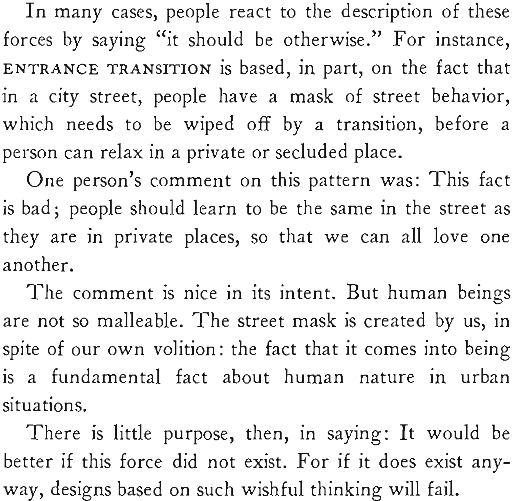 In many cases, people react to the description of these
forces by saying “it should be otherwise.” For instance,
ENTRANCE TRANSITION is based, in part, on the fact that
in a city street, people have a mask of street behavior,
which needs to be wiped off by a transition, before a
person can relax in a private or secluded place.
One person’s comment on this pattern was: This fact
is bad; people should learn to be the same in the street as
they are in private places, so that we can all love one
another.
The comment is nice in its intent. But human beings
are not so malleable. The street mask is created by us, in
spite of our own volition: the fact that it comes into being
is a fundamental fact about human nature in urban
situations.
There is little purpose, then, in saying: It would be
better if this force did not exist. For if it does exist any-
way, designs based on such wishful thinking will fail.